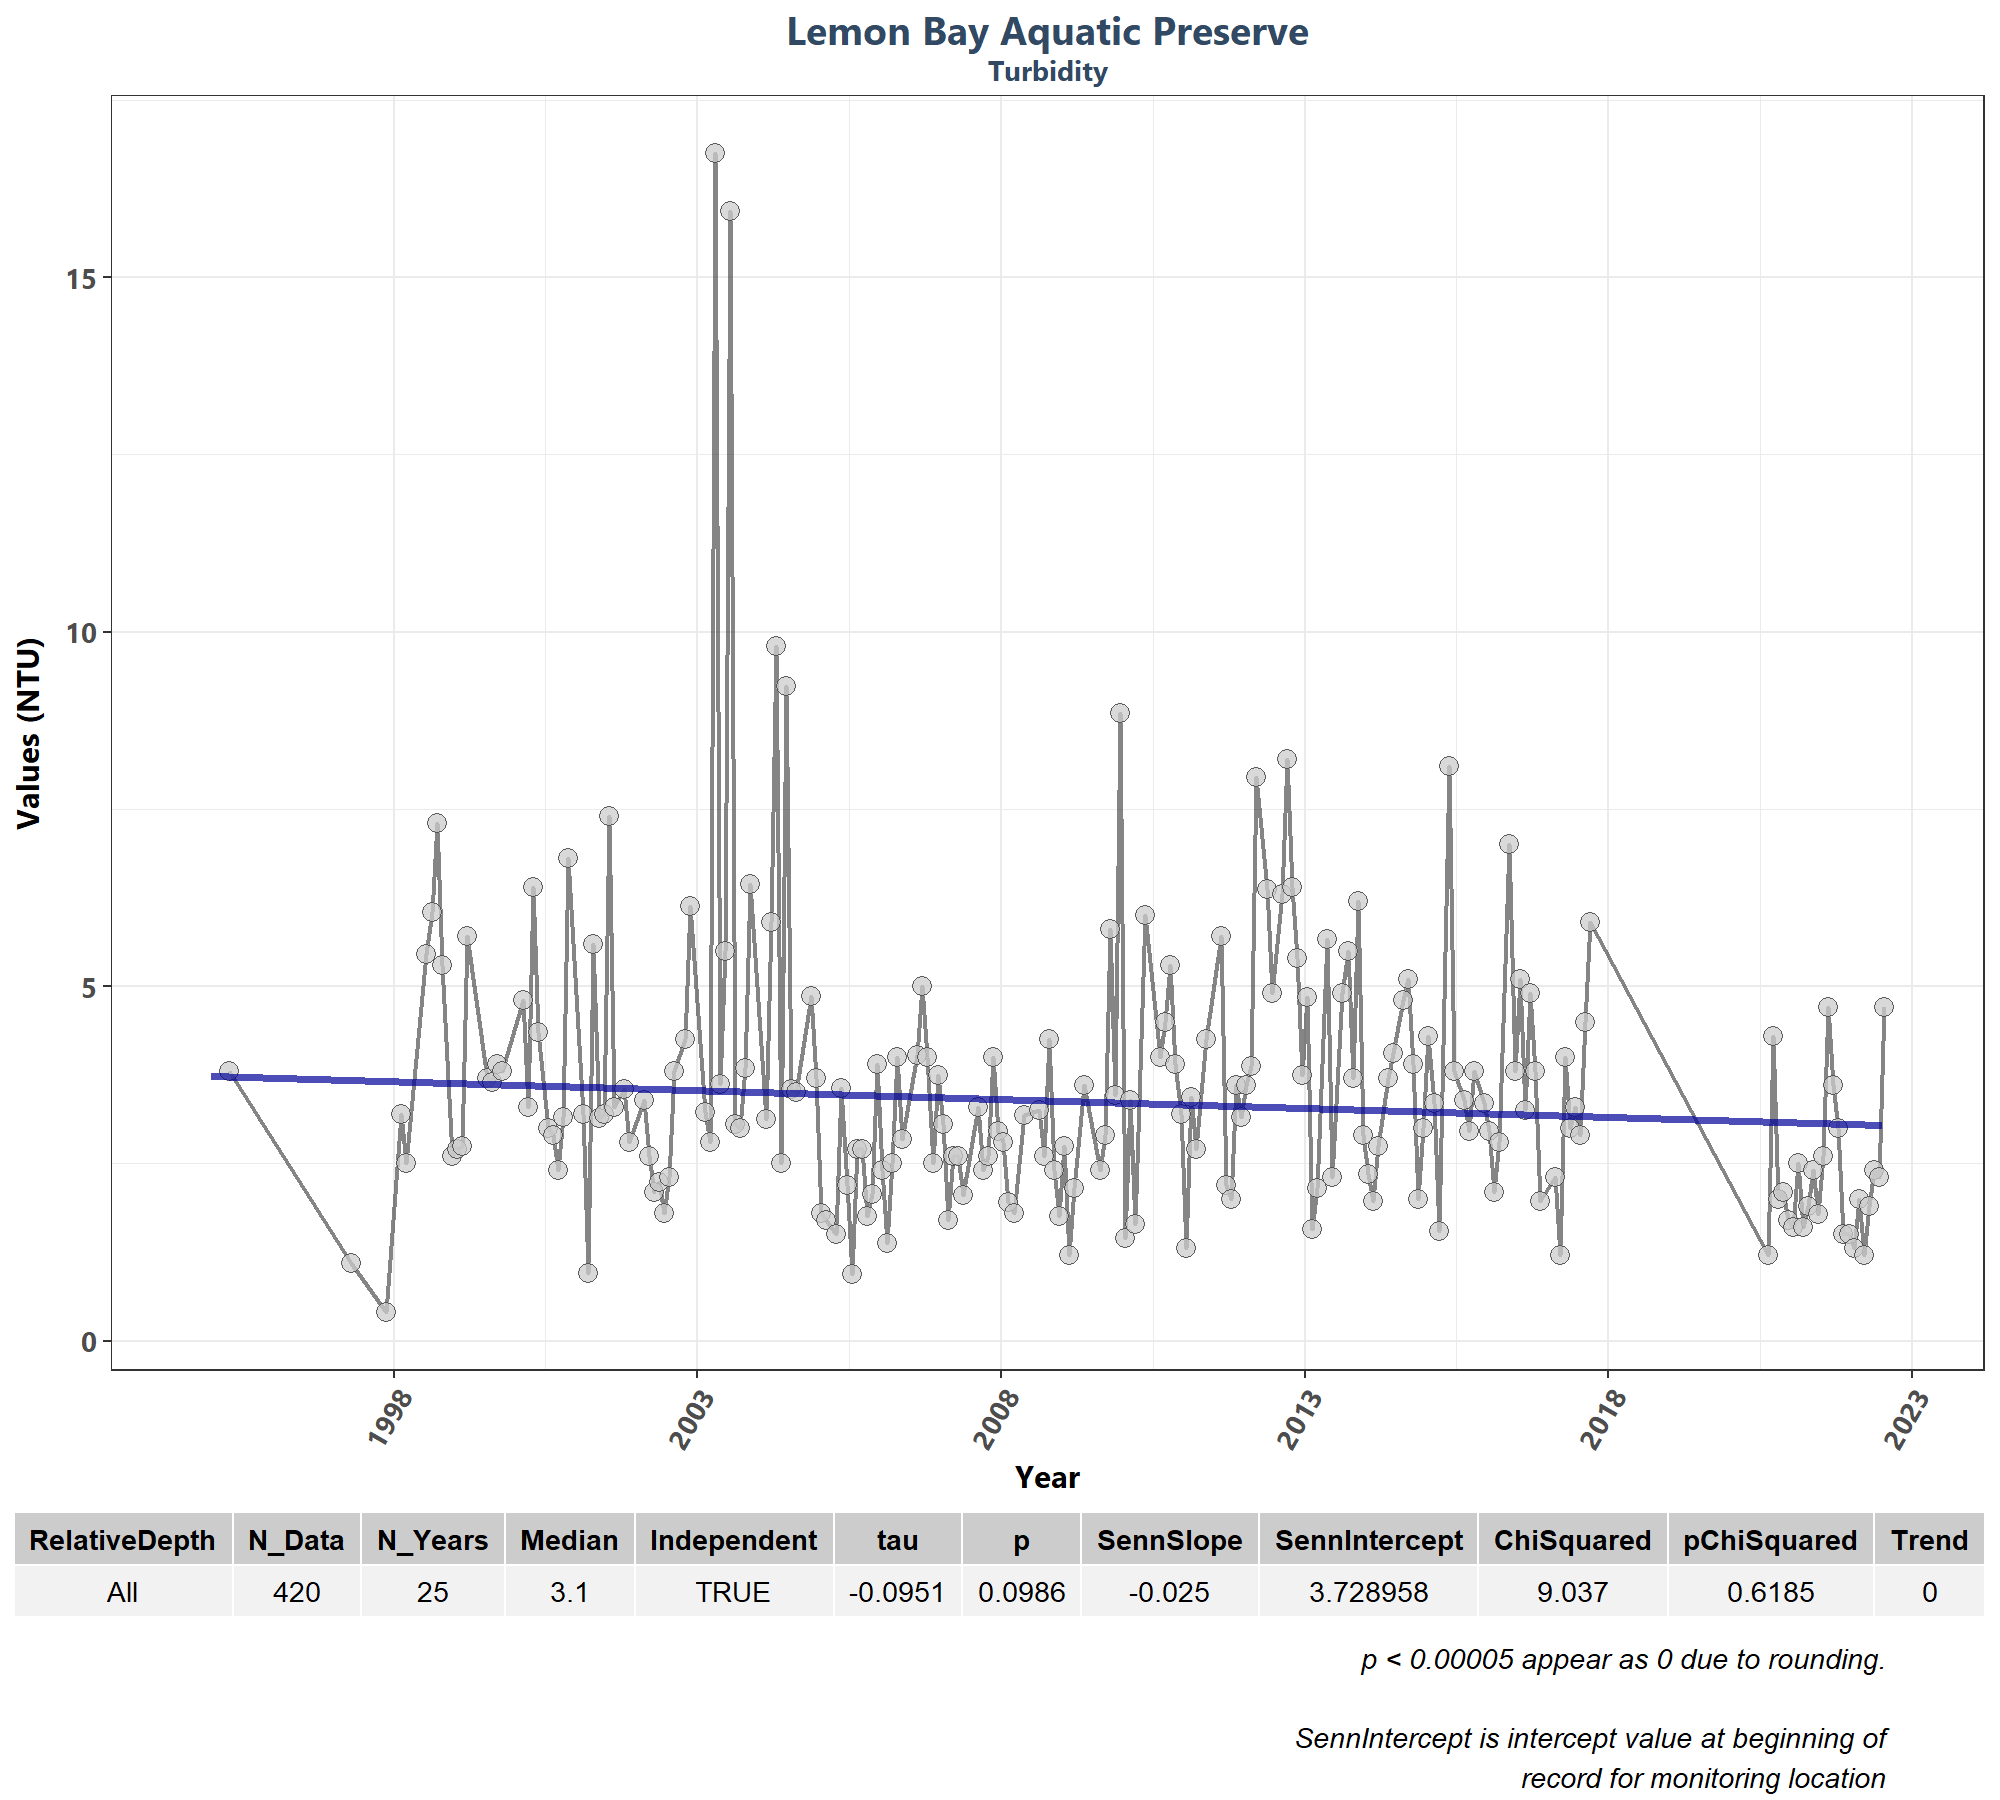 Lemon Bay Aquatic Preserve
Turbidity
Values (NTU)
15
10
5
0
1998 2003 2008 2013 2018 2023
Year
RelativeDepth N_Data N_Years Median Independent tau p SennSlope SennIntercept ChiSquared pChiSquared Trend
All 420 25 3.1 TRUE -0.0951 0.0986 -0.025 3.728958 9.037 0.6185 0
p < 0.00005 appear as 0 due to rounding.
SennIntercept is intercept value at beginning of
record for monitoring location